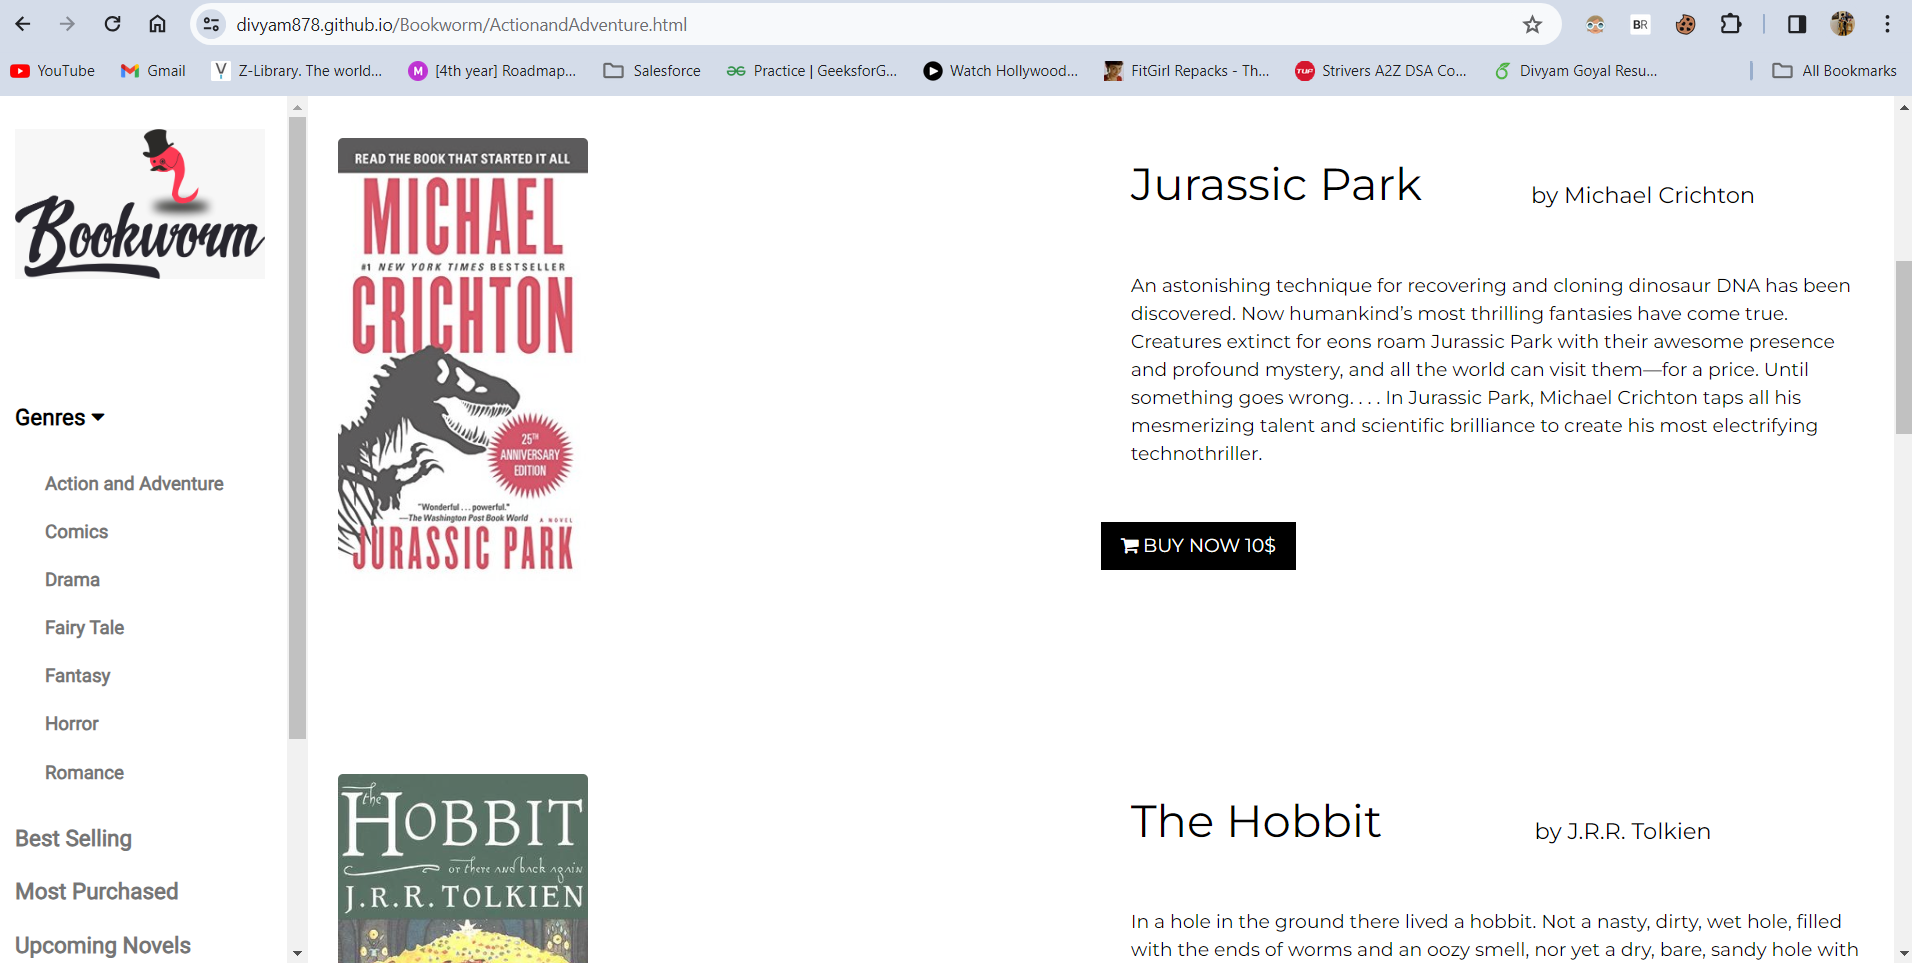 divyam878.github.io/Bookworm/ActionandAdventure.html
BR
YouTube
Gmail
Z-Library. The world...
M [4th year] Roadmap...
Salesforce
Practice | GeeksforG...
Watch Hollywood...
FitGirl Repacks - Th...
TUF Strivers A2Z DSA Co...
Divyam Goyal Resu...
All Bookmarks
Bookworm
Genres
Action and Adventure
Comics
Drama
Fairy Tale
Fantasy
Horror
Romance
Best Selling
Most Purchased
Upcoming Novels
READ THE BOOK THAT STARTED IT ALL
MICHAEL
#1 NEW YORK TIMES BESTSELLER
CRICHTON
25TH
ANNIVERSARY
EDITION
"Wonderful...powerful."
—The Washington Post Book World
A NOVEL
JURASSIC PARK
Jurassic Park
by Michael Crichton
An astonishing technique for recovering and cloning dinosaur DNA has been
discovered. Now humankind’s most thrilling fantasies have come true.
Creatures extinct for eons roam Jurassic Park with their awesome presence
and profound mystery, and all the world can visit them—for a price. Until
something goes wrong. . . . In Jurassic Park, Michael Crichton taps all his
mesmerizing talent and scientific brilliance to create his most electrifying
technothriller.
BUY NOW 10$
the
HOBBIT
or there and back again
J.R.R. TOLKIEN
The Hobbit
by J.R.R. Tolkien
In a hole in the ground there lived a hobbit. Not a nasty, dirty, wet hole, filled
with the ends of worms and an oozy smell, nor yet a dry, bare, sandy hole with